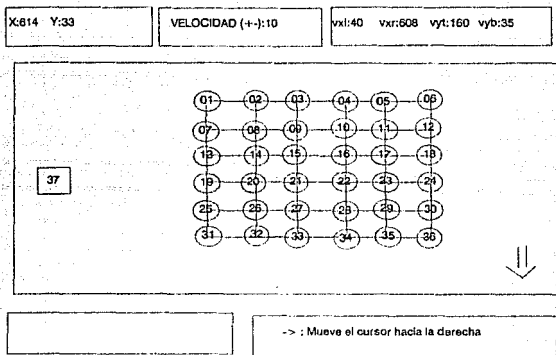 X:614 Y:33
VELOCIDAD (+-):10
vxl:40 vxr:608 vyt:160 vyb:35
01 02 03 04 05 06
07 08 09 10 11 12
13 14 15 16 17 18
37
19 20 21 22 23 24
25 26 27 28 29 30
31 32 33 34 35 36
-> : Mueve el cursor hacia la derecha